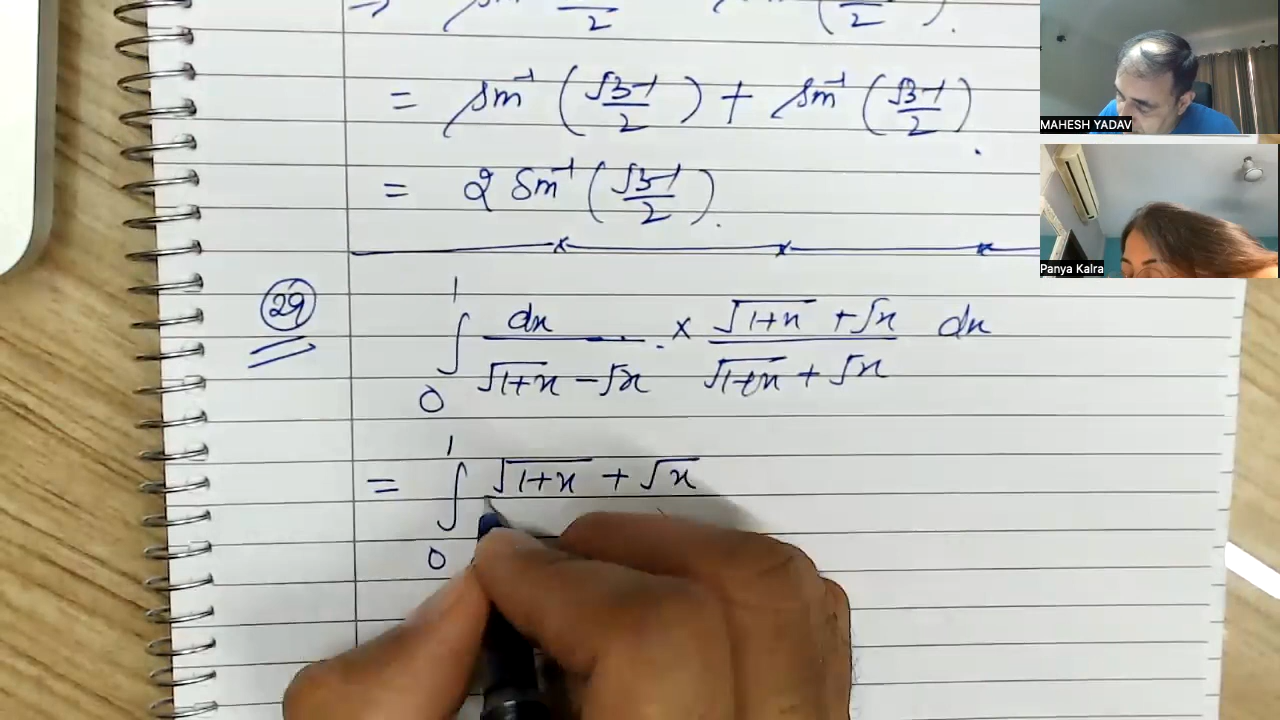 = sin⁻¹ (√3-1/2) + sin⁻¹ (√3-1/2).
= 2 sin⁻¹ (√3-1/2).
29 ∫₀¹ dx/(√1+x - √x) × (√1+x + √x)/(√1+x + √x) dx
= ∫₀¹ √1+x + √x
MAHESH YADAV
Panya Kalra